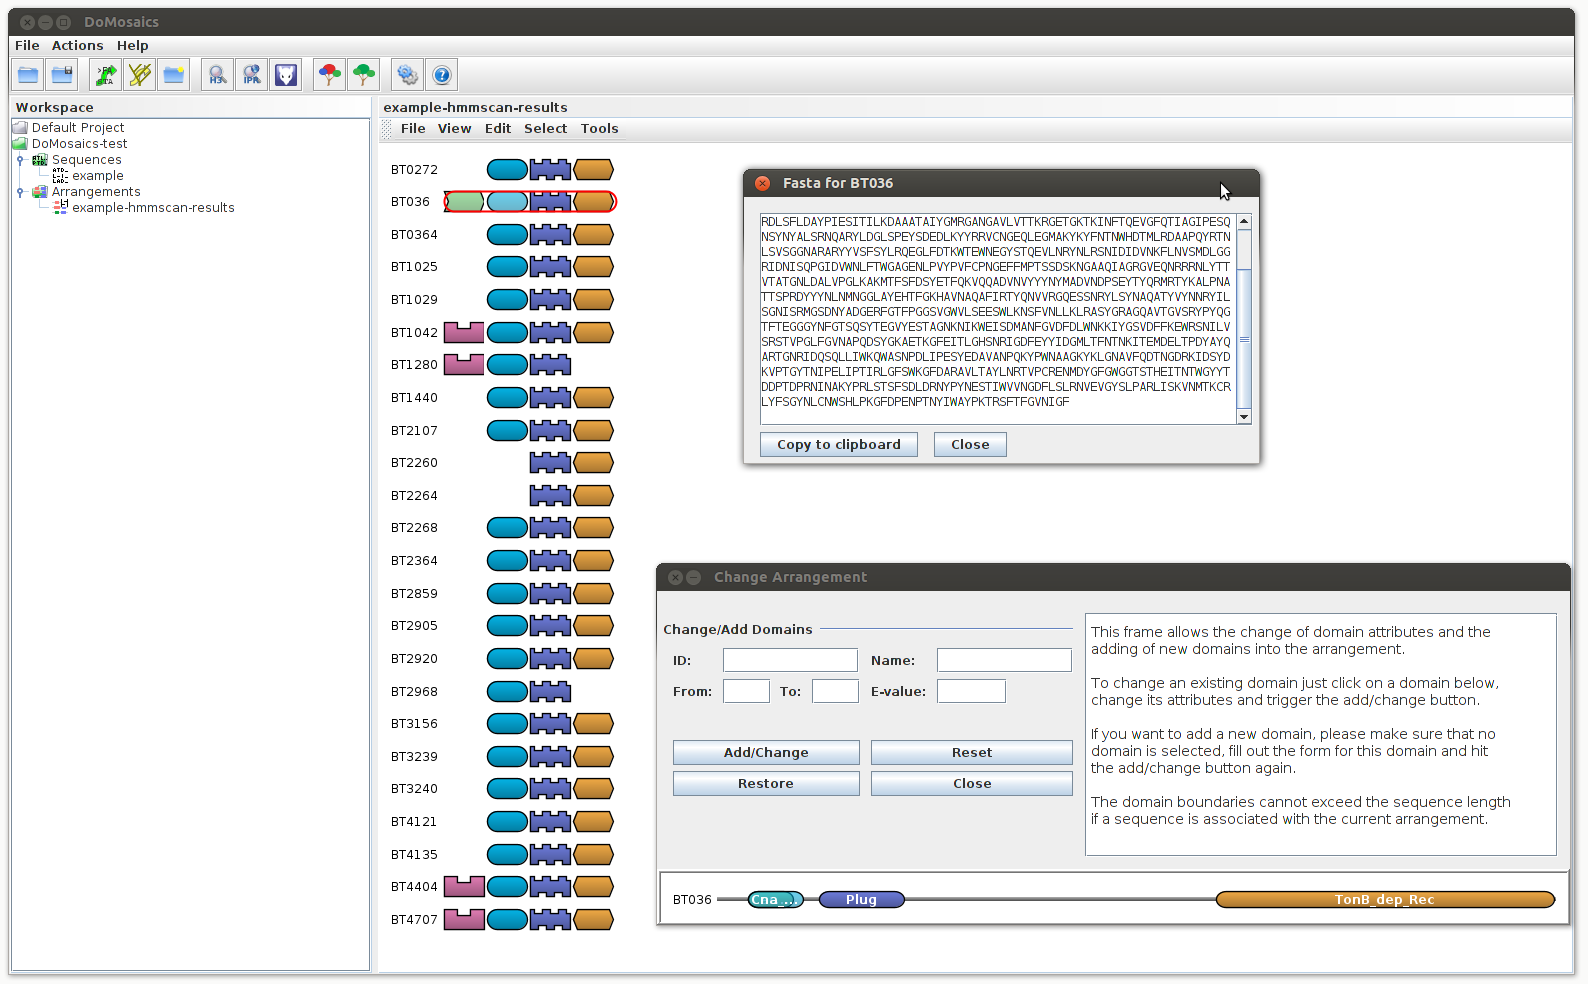 DoMosaics
File Actions Help
Workspace
Default Project
DoMosaics-test
Sequences
example
Arrangements
example-hmmscan-results
example-hmmscan-results
File View Edit Select Tools
BT0272
BT036
BT0364
BT1025
BT1029
BT1042
BT1280
BT1440
BT2107
BT2260
BT2264
BT2268
BT2364
BT2859
BT2905
BT2920
BT2968
BT3156
BT3239
BT3240
BT4121
BT4135
BT4404
BT4707
Fasta for BT036
RDLSFLDAYPIESITILKDAAATAIYGMRGANGAVLVTTKRGETGKTKINFTQEVGFQTIAGIPESQ
NSYNYALSRNQARYLDGLSPEYSDEDLKYYRRVCNGEQLEGMAKYKYFNTNWHDTMLRDAAPQYRTN
LSVSGGNARARYYVSFSYLRQEGLFDTKWTEWNEGYSTQEVLNRYNLRSNIDIDVNKFLNVSMDLGG
RIDNISQPGIDVWNLFTWGAGENLPVYPVFCPNGEFFMPTSSDSKNGAAQIAGRGVEQNRRRNLYTT
VTATGNLDALVPGLKAKMTFSFDSYETFQKVQQADVNVYYYNYMADVNDPSEYTYQRMRTYKALPNA
TTSPRDYYYNLNMNGGLAYEHTFGKHAVNAQAFIRTYQNVVRGQESSNRYLSYNAQATYVYNNRYIL
SGNISRMGSDNYADGERFGTFPGGSVGWVLSEESWLKNSFVNLLKLRASYGRAGQAVTGVSRYPYQG
TFTEGGGYNFGTSQSYTEGVYESTAGNKNIKWEISDMANFGVDFDLWNKKIYGSVDFFKEWRSNILV
SRSTVPGLFGVNAPQDSYGKAETKGFEITLGHSNRIGDFEYYIDGMLTFNTNKITEMDELTPDYAYQ
ARTGNRIDQSQLLIWKQWASNPDLIPESYEDAVANPQKYPWNAAGKYKLGNAVFQDTNGDRKIDSYD
KVPTGYTNIPELIPTIRLGFSWKGFDARAVLTAYLNRTVPCRENMDYGFGWGGTSTHEITNTWGYYT
DDPTDPRNINAKYPRLSTSFSDLDRNYPYNESTIWVVNGDFLSLRNVEVGYSLPARLISKVNMTKCR
LYFSGYNLCNWSHLPKGFDPENPTNYIWAYPKTRSFTFGVNIGF
Copy to clipboard Close
Change Arrangement
Change/Add Domains
ID: Name:
From: To: E-value:
Add/Change Reset
Restore Close
This frame allows the change of domain attributes and the
adding of new domains into the arrangement.
To change an existing domain just click on a domain below,
change its attributes and trigger the add/change button.
If you want to add a new domain, please make sure that no
domain is selected, fill out the form for this domain and hit
the add/change button again.
The domain boundaries cannot exceed the sequence length
if a sequence is associated with the current arrangement.
BT036 Cna_... Plug TonB_dep_Rec